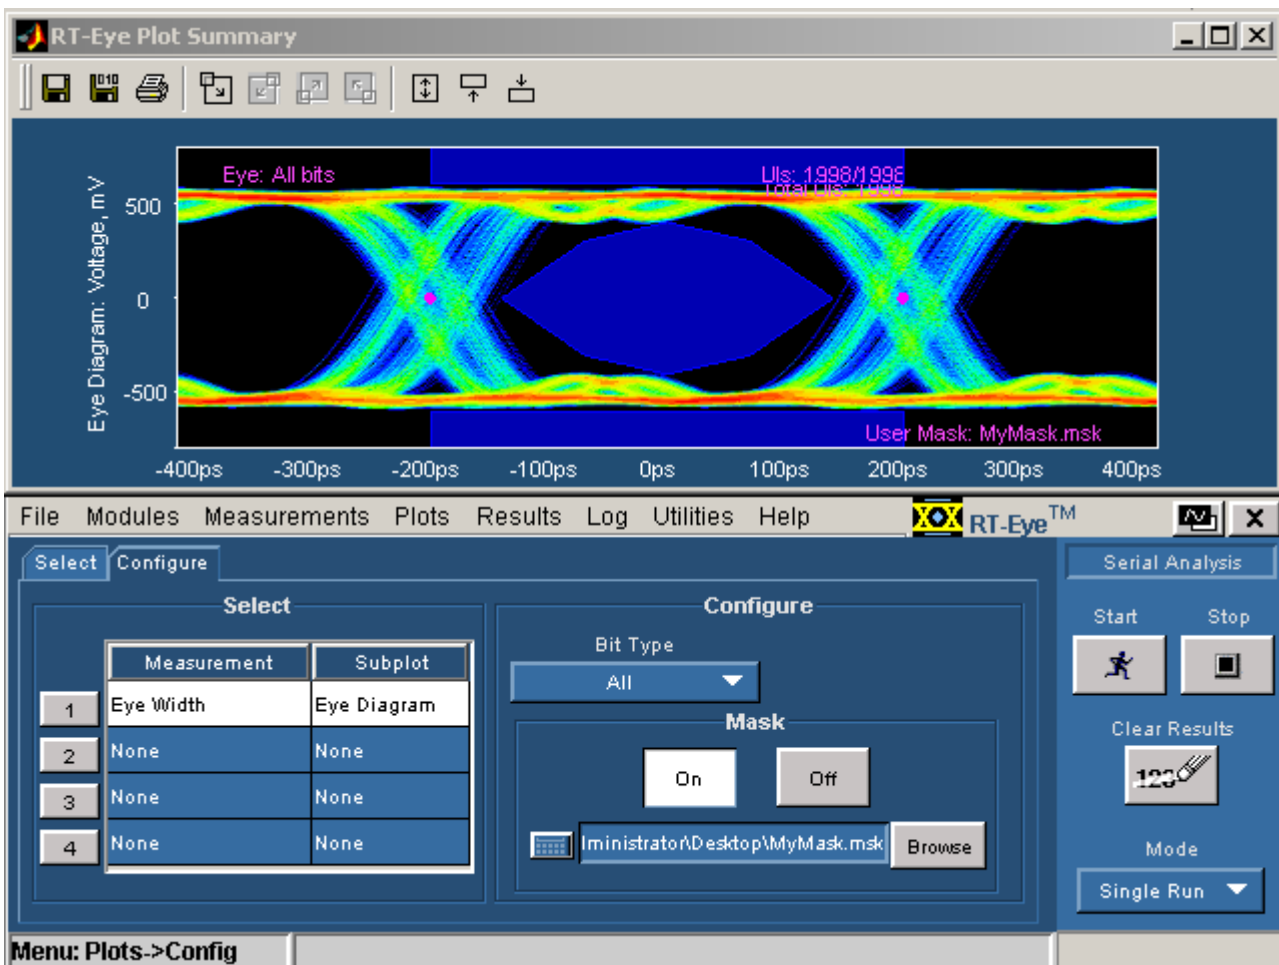 RT-Eye Plot Summary
Eye: All bits
UIs: 1998/1998
Total UIs: 1998
Eye Diagram: Voltage, mV
500
0
-500
User Mask: MyMask.msk
-400ps -300ps -200ps -100ps 0ps 100ps 200ps 300ps 400ps
File Modules Measurements Plots Results Log Utilities Help RT-Eye™
Select Configure
Serial Analysis
Select
Configure
Start Stop
Bit Type
Measurement Subplot
All
1 Eye Width Eye Diagram
Mask
Clear Results
2 None None
On Off
123
3 None None
4 None None
lministrator\Desktop\MyMask.msk Browse
Mode
Single Run
Menu: Plots->Config